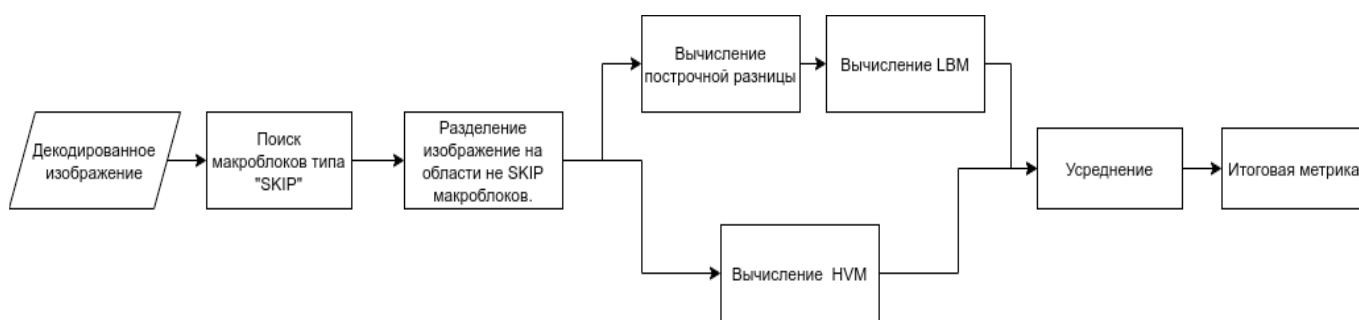 Декодированное
изображение
Поиск
макроблоков типа
"SKIP"
Разделение
изображение на
области не SKIP
макроблоков.
Вычисление
построчной разницы
Вычисление LBM
Вычисление HVM
Усреднение
Итоговая метрика